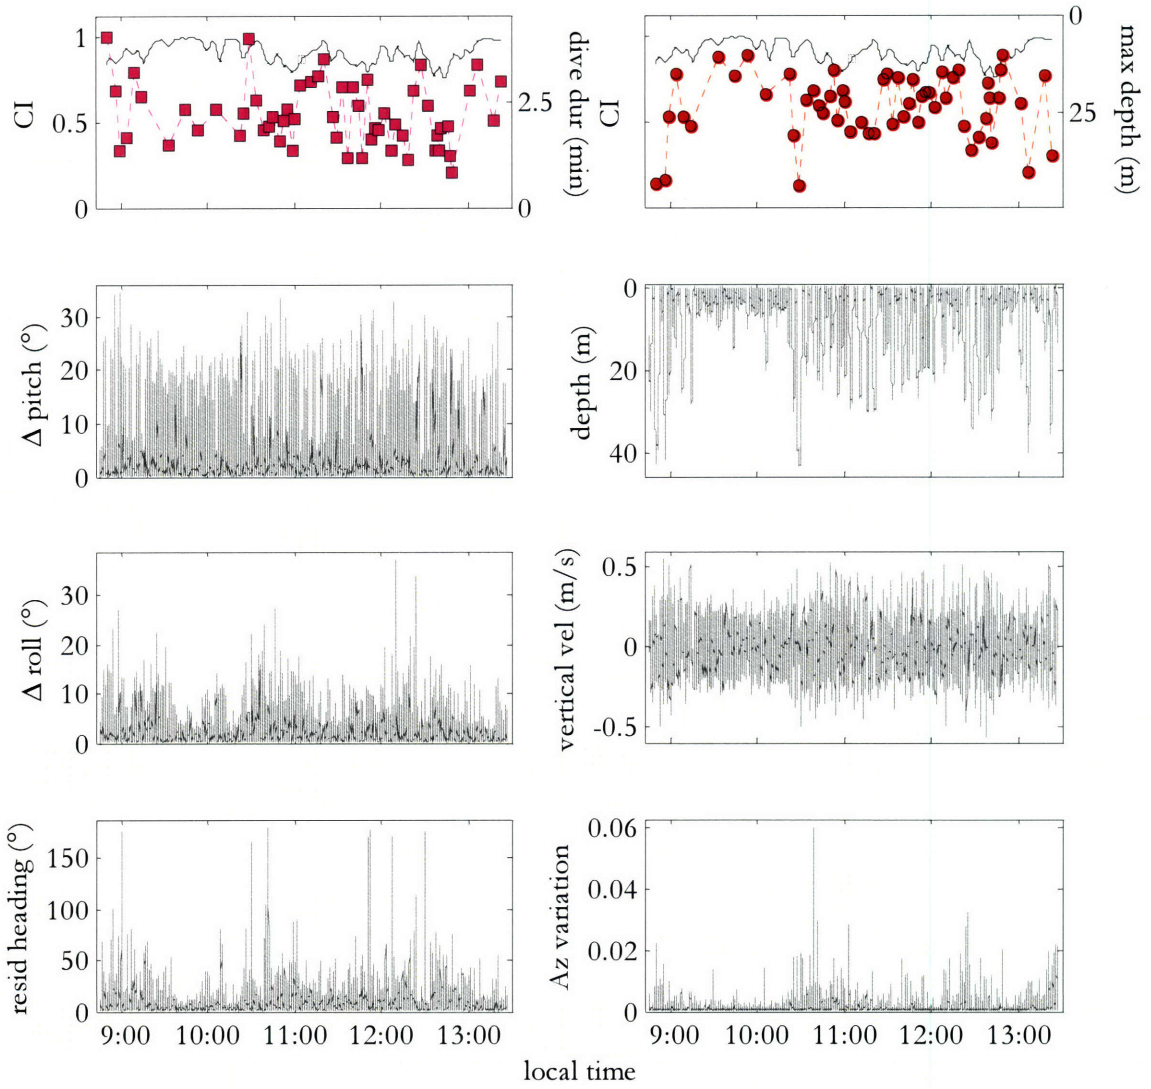 1
0.5
0
CI
2.5
0
dive dur (min)
CI
0
25
max depth (m)
30
20
10
0
Δ pitch (°)
0
20
40
depth (m)
30
20
10
0
Δ roll (°)
0.5
0
-0.5
vertical vel (m/s)
150
100
50
0
resid heading (°)
9:00 10:00 11:00 12:00 13:00
0.06
0.04
0.02
0
Az variation
9:00 10:00 11:00 12:00 13:00
local time